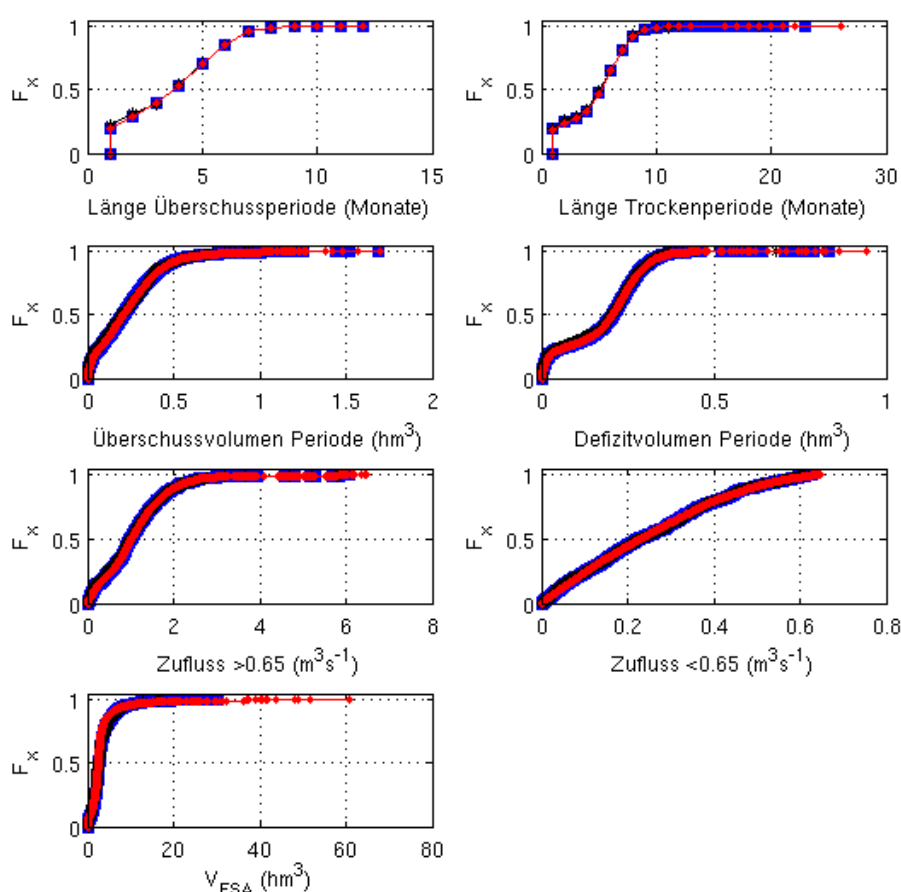 1
0.5
0
F_x
0 5 10 15
Länge Überschussperiode (Monate)
1
0.5
0
F_x
0 10 20 30
Länge Trockenperiode (Monate)
1
0.5
0
F_x
0 0.5 1 1.5 2
Überschussvolumen Periode (hm³)
1
0.5
0
F_x
0 0.5 1
Defizitvolumen Periode (hm³)
1
0.5
0
F_x
0 2 4 6 8
Zufluss >0.65 (m³s⁻¹)
1
0.5
0
F_x
0 0.2 0.4 0.6 0.8
Zufluss <0.65 (m³s⁻¹)
1
0.5
0
F_x
0 20 40 60 80
V_FSA (hm³)